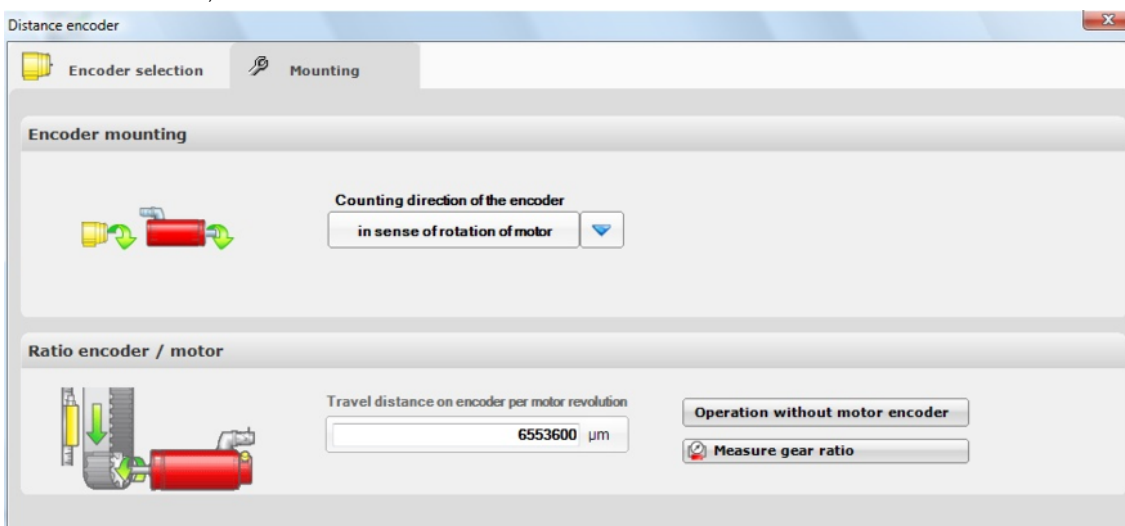 Distance encoder
Encoder selection
Mounting
Encoder mounting
Counting direction of the encoder
in sense of rotation of motor
Ratio encoder / motor
Travel distance on encoder per motor revolution
6553600 µm
Operation without motor encoder
Measure gear ratio